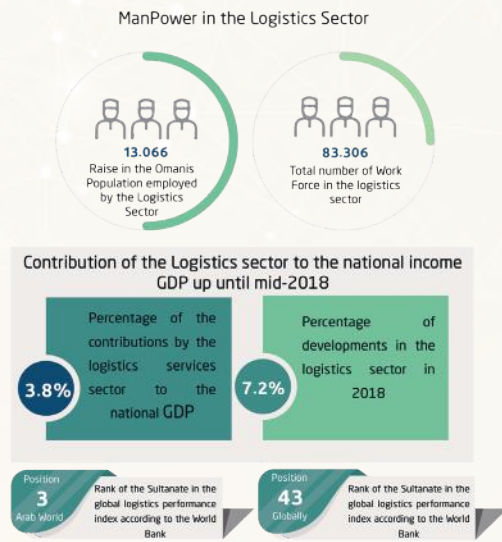 ManPower in the Logistics Sector
13.066
Raise in the Omanis
Population employed
by the Logistics
Sector
83.306
Total number of Work
Force in the logistics
sector
Contribution of the Logistics sector to the national income
GDP up until mid-2018
3.8%
Percentage of the
contributions by the
logistics services
sector to the
national GDP
7.2%
Percentage of
developments in the
logistics sector in
2018
Position
3
Arab World
Rank of the Sultanate in the
global logistics performance
index according to the World
Bank
Position
43
Globally
Rank of the Sultanate in the
global logistics performance
index according to the World
Bank